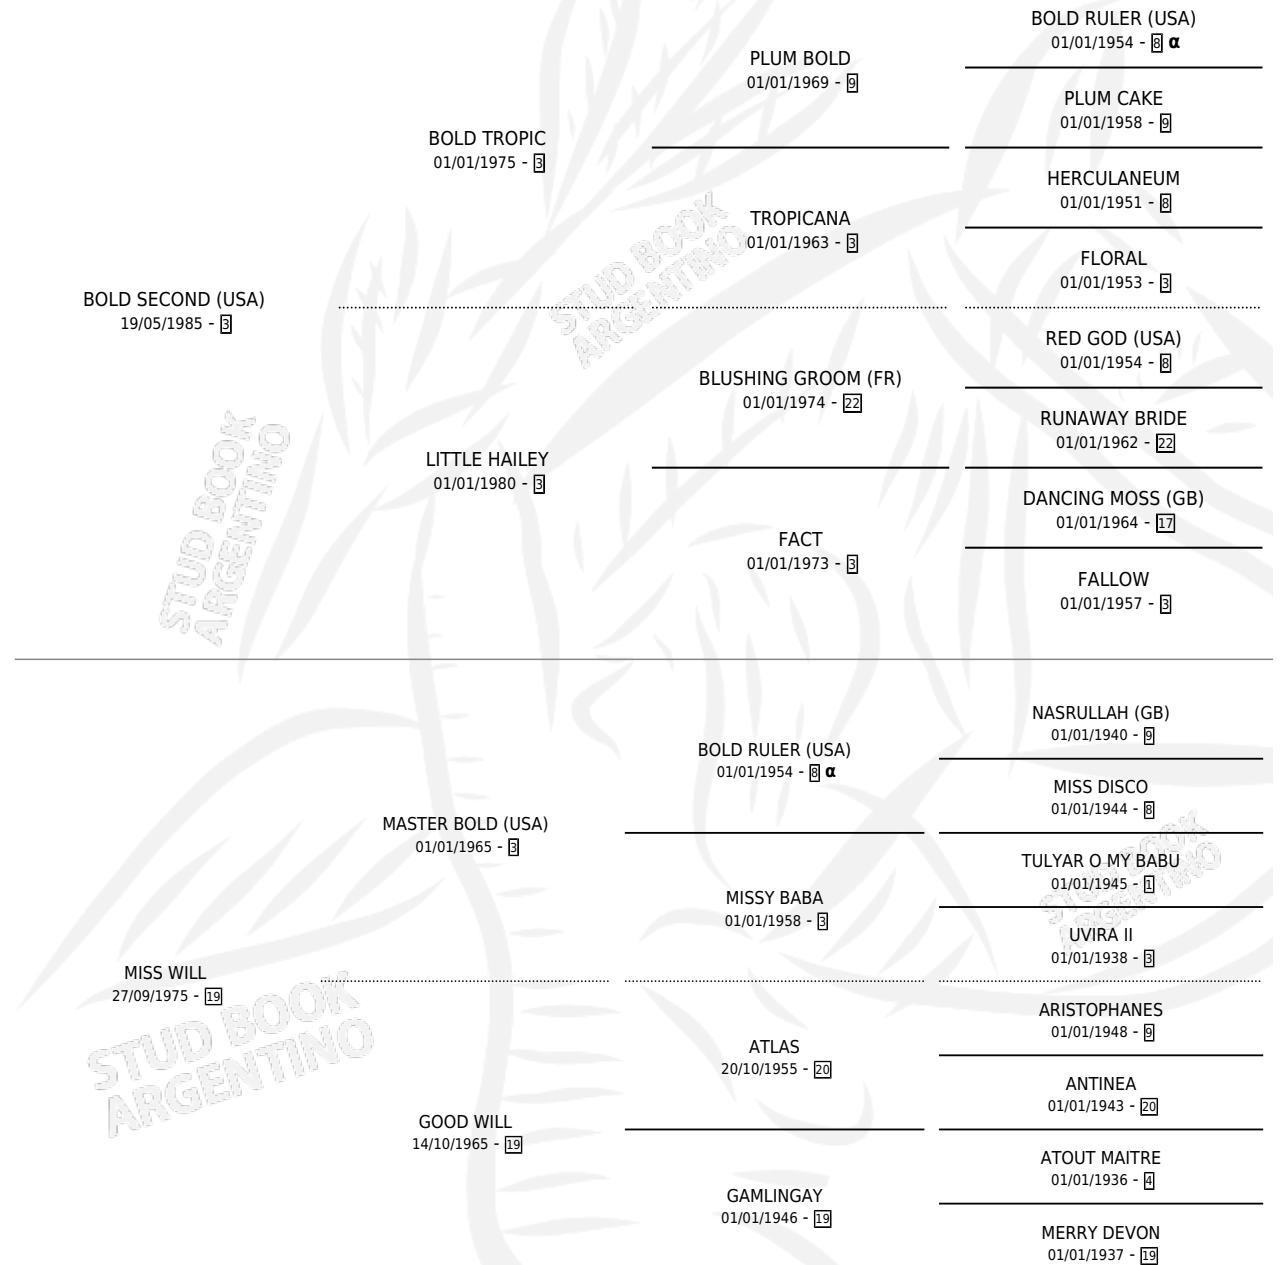 BOLD RULER (USA)
01/01/1954 - 8 α
PLUM BOLD
01/01/1969 - 9
PLUM CAKE
01/01/1958 - 9
BOLD TROPIC
01/01/1975 - 3
HERCULANEUM
01/01/1951 - 8
TROPICANA
01/01/1963 - 3
FLORAL
01/01/1953 - 3
BOLD SECOND (USA)
19/05/1985 - 3
RED GOD (USA)
01/01/1954 - 8
BLUSHING GROOM (FR)
01/01/1974 - 22
RUNAWAY BRIDE
01/01/1962 - 22
LITTLE HAILEY
01/01/1980 - 3
DANCING MOSS (GB)
01/01/1964 - 17
FACT
01/01/1973 - 3
FALLOW
01/01/1957 - 3
NASRULLAH (GB)
01/01/1940 - 9
BOLD RULER (USA)
01/01/1954 - 8 α
MISS DISCO
01/01/1944 - 8
MASTER BOLD (USA)
01/01/1965 - 3
TULYAR O MY BABU
01/01/1945 - 1
MISSY BABA
01/01/1958 - 3
UVIRA II
01/01/1938 - 3
MISS WILL
27/09/1975 - 19
ARISTOPHANES
01/01/1948 - 9
ATLAS
20/10/1955 - 20
ANTINEA
01/01/1943 - 20
GOOD WILL
14/10/1965 - 19
ATOUT MAITRE
01/01/1936 - 4
GAMLINGAY
01/01/1946 - 19
MERRY DEVON
01/01/1937 - 19
STUD BOOK
ARGENTINO
STUD BOOK
ARGENTINO
STUD BOOK
ARGENTINO
STUD BOOK
ARGENTINO